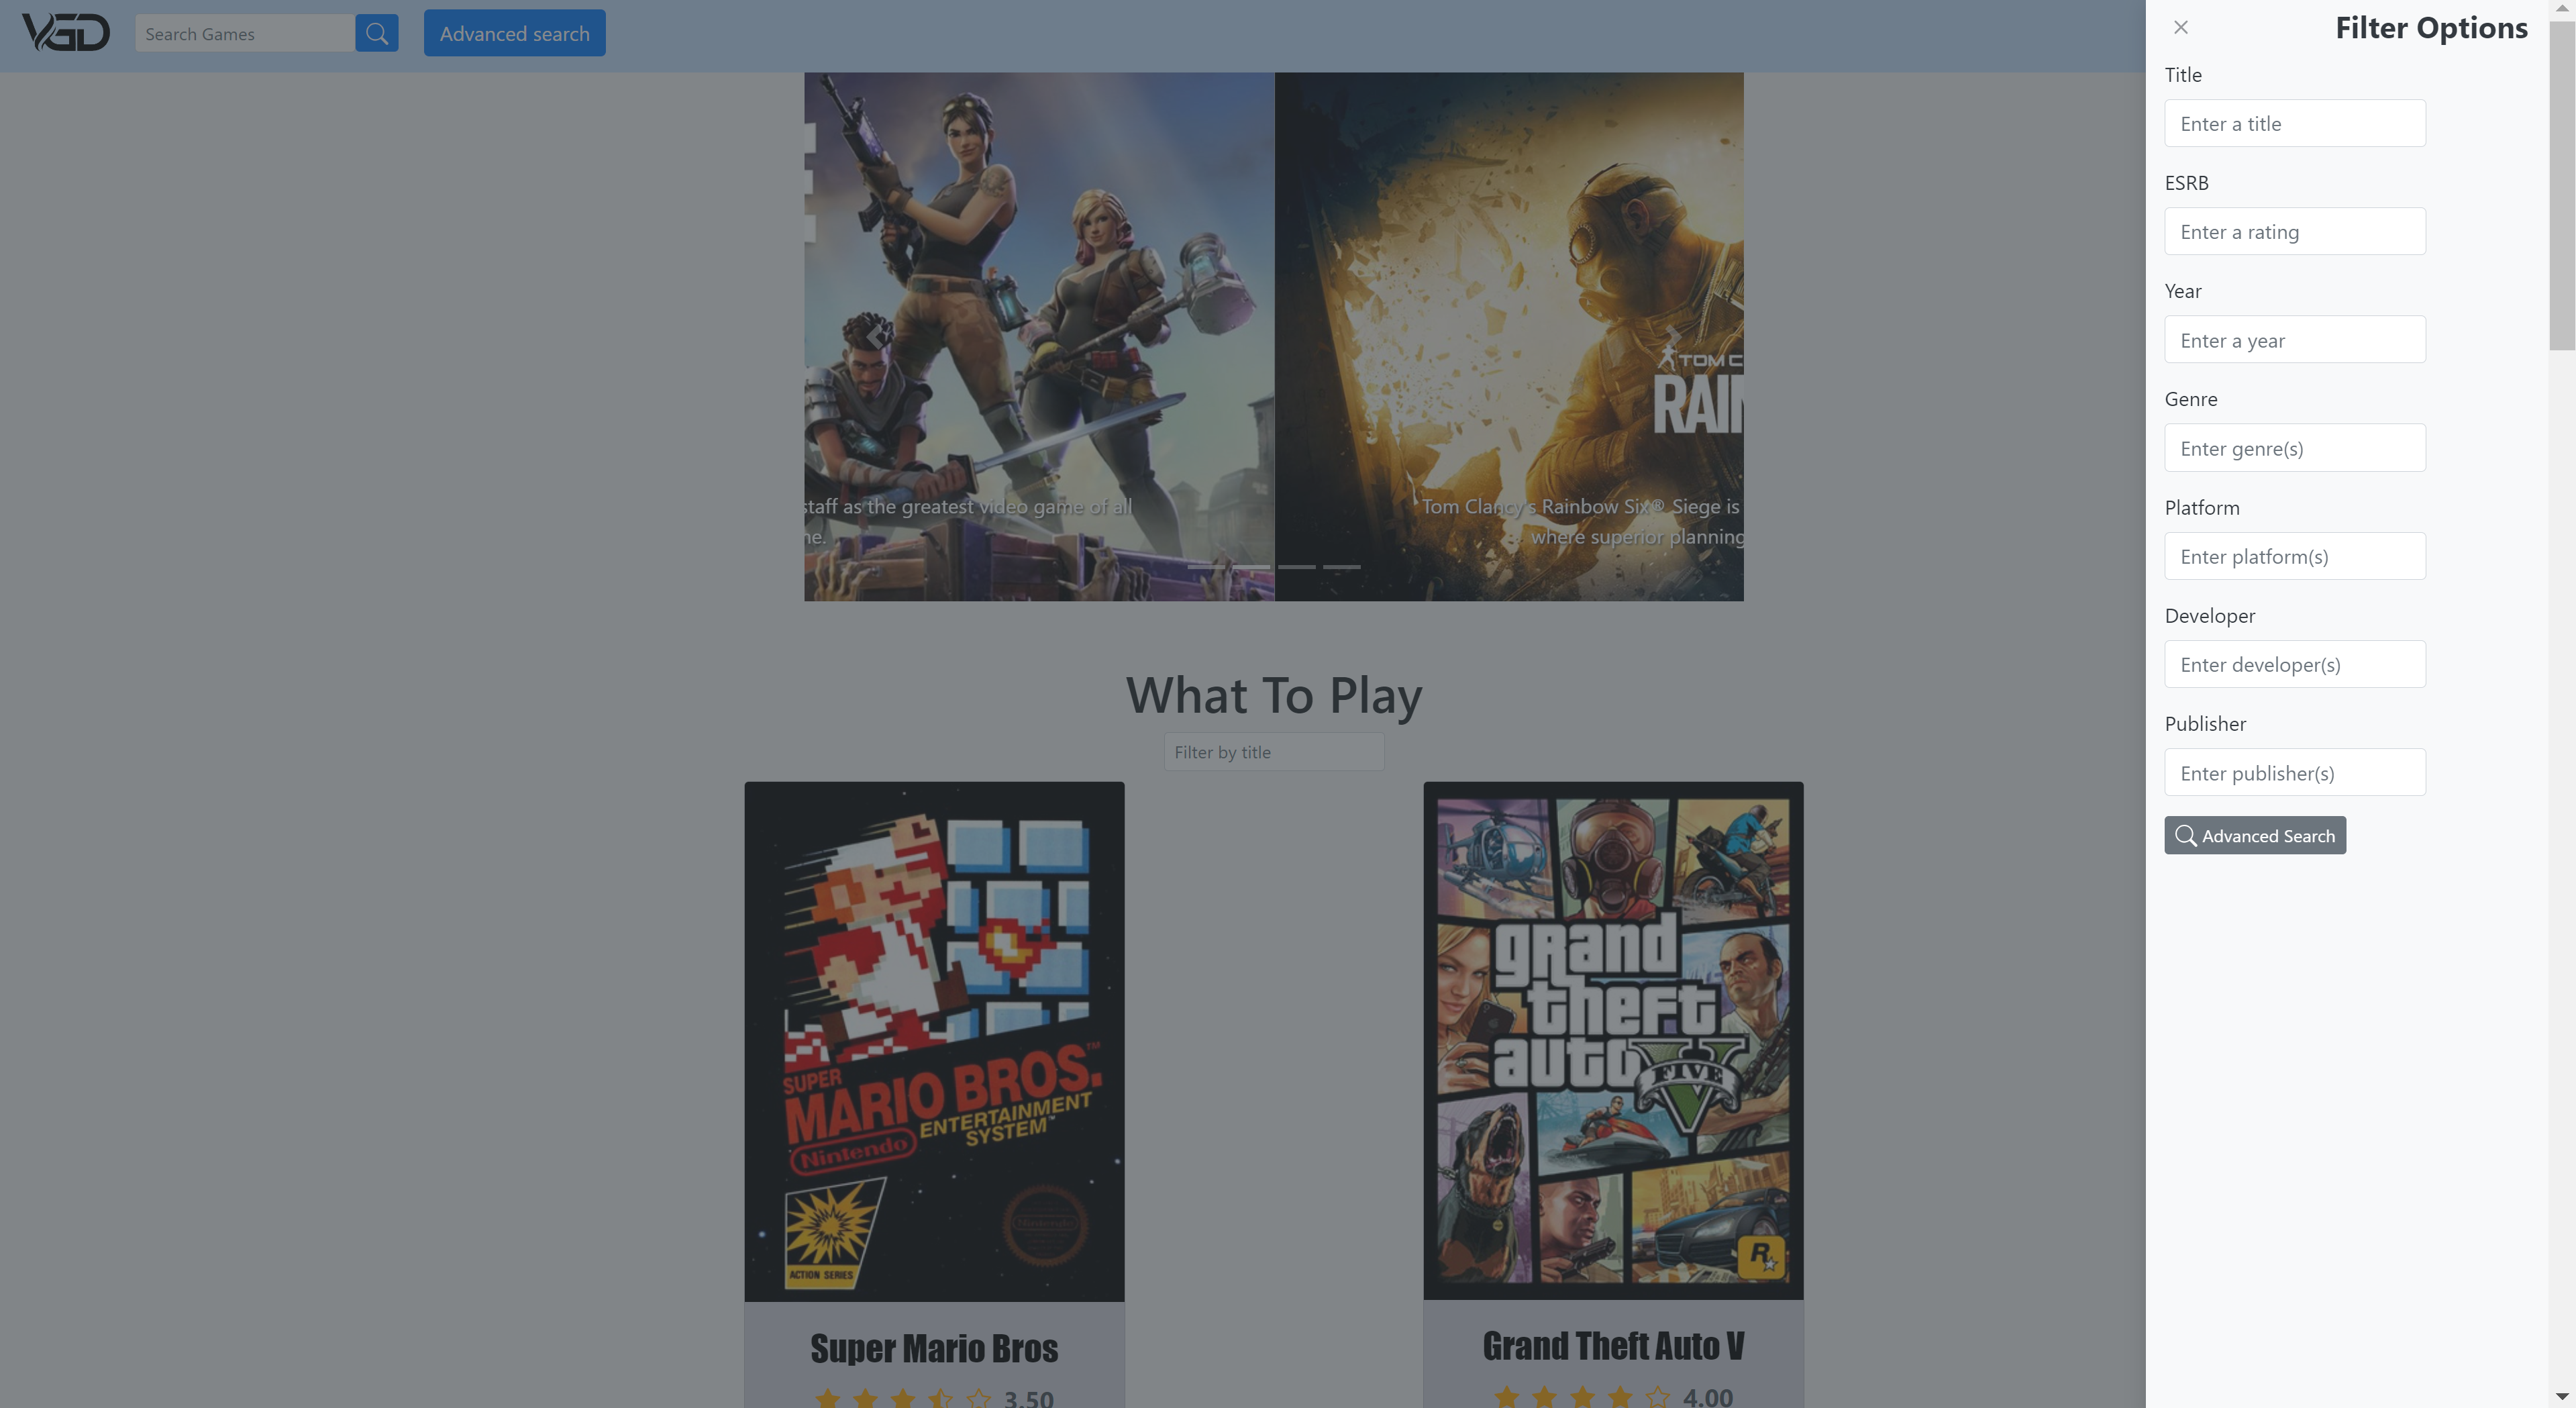 VGD
Search Games
Advanced search
staff as the greatest video game of all
ne.
TOM C
RAI
Tom Clancy's Rainbow Six® Siege is
where superior planning
What To Play
Filter by title
SUPER
MARIO BROS.™
ENTERTAINMENT
SYSTEM™
Nintendo
ACTION SERIES
Super Mario Bros
3.50
grand
theft
auto V
FIVE
R
Grand Theft Auto V
4.00
Filter Options
Title
Enter a title
ESRB
Enter a rating
Year
Enter a year
Genre
Enter genre(s)
Platform
Enter platform(s)
Developer
Enter developer(s)
Publisher
Enter publisher(s)
Advanced Search